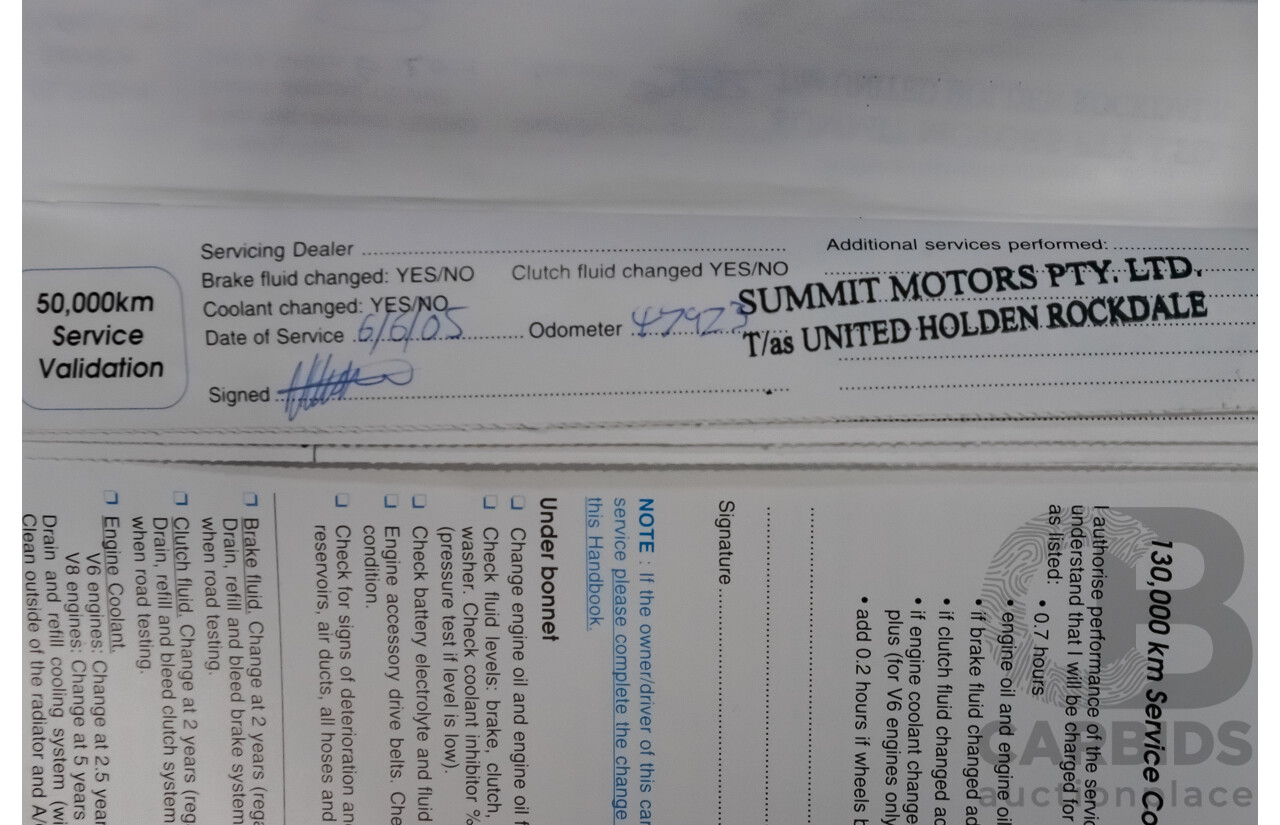 Servicing Dealer
Additional services performed:
Brake fluid changed: YES/NO Clutch fluid changed YES/NO
Coolant changed: YES/NO
Date of Service 6/6/05 Odometer 47923
Signed
50,000km
Service
Validation
SUMMIT MOTORS PTY. LTD.
T/as UNITED HOLDEN ROCKDALE
130,000 km Service Co
I authorise performance of the servic
understand that I will be charged for
as listed: • 0.7 hours
• engine oil and engine oil
• if brake fluid changed ad
• if clutch fluid changed ad
• if engine coolant change
plus (for V6 engines only
• add 0.2 hours if wheels b
Signature
NOTE : If the owner/driver of this car
service please complete the change
this Handbook.
Under bonnet
❑ Change engine oil and engine oil f
❑ Check fluid levels: brake, clutch,
washer. Check coolant inhibitor %
(pressure test if level is low).
❑ Check battery electrolyte and fluid
❑ Engine accessory drive belts. Che
condition.
❑ Check for signs of deterioration an
reservoirs, air ducts, all hoses and
❑ Brake fluid. Change at 2 years (rega
Drain, refill and bleed brake system
when road testing.
❑ Clutch fluid. Change at 2 years (reg
Drain, refill and bleed clutch system
when road testing.
❑ Engine Coolant.
V6 engines: Change at 2.5 year
V8 engines: Change at 5 years
Drain and refill cooling system (wi
Clean outside of the radiator and A/
CARBIDS
auctionplace